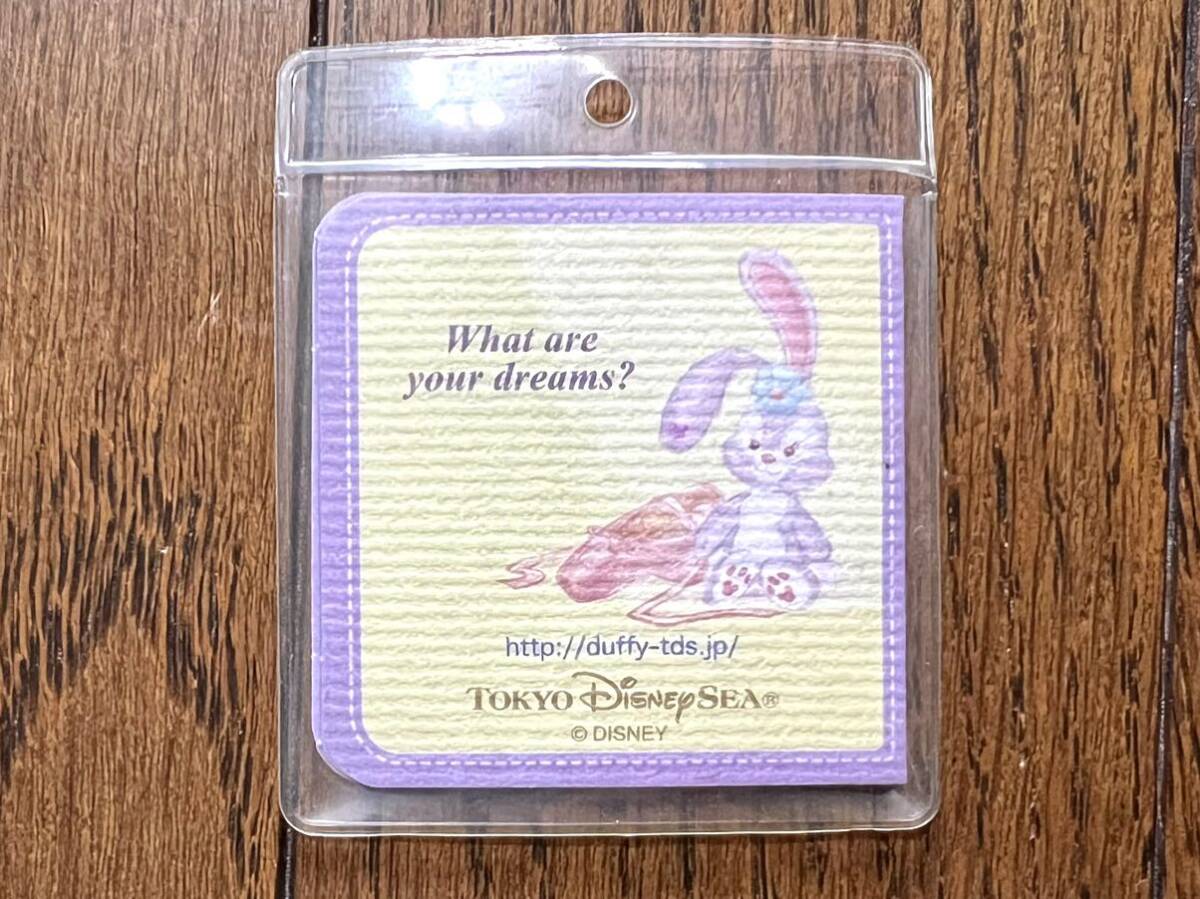 What are
your dreams?
http://duffy-tds.jp/
TOKYO DISNEYSEA®
© DISNEY